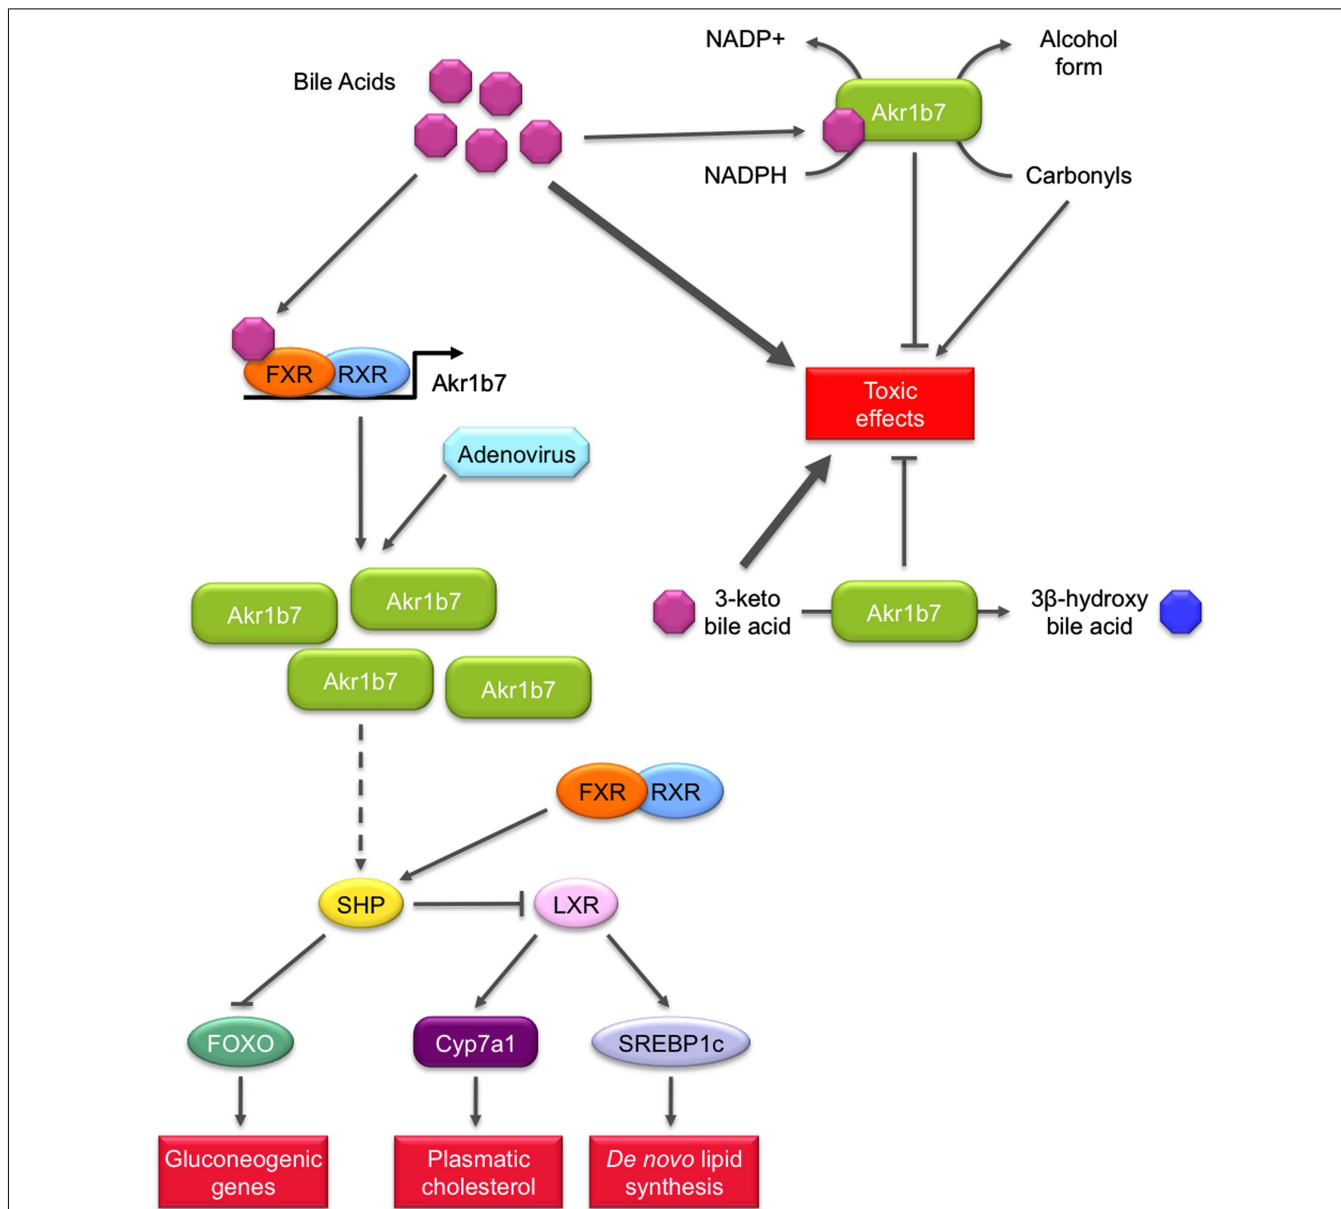 NADP+
Alcohol
form
Bile Acids
Akr1b7
NADPH
Carbonyls
FXR
RXR
Akr1b7
Toxic
effects
Adenovirus
Akr1b7
Akr1b7
3-keto
bile acid
Akr1b7
3β-hydroxy
bile acid
Akr1b7
Akr1b7
FXR
RXR
SHP
LXR
FOXO
Cyp7a1
SREBP1c
Gluconeogenic
genes
Plasmatic
cholesterol
De novo lipid
synthesis